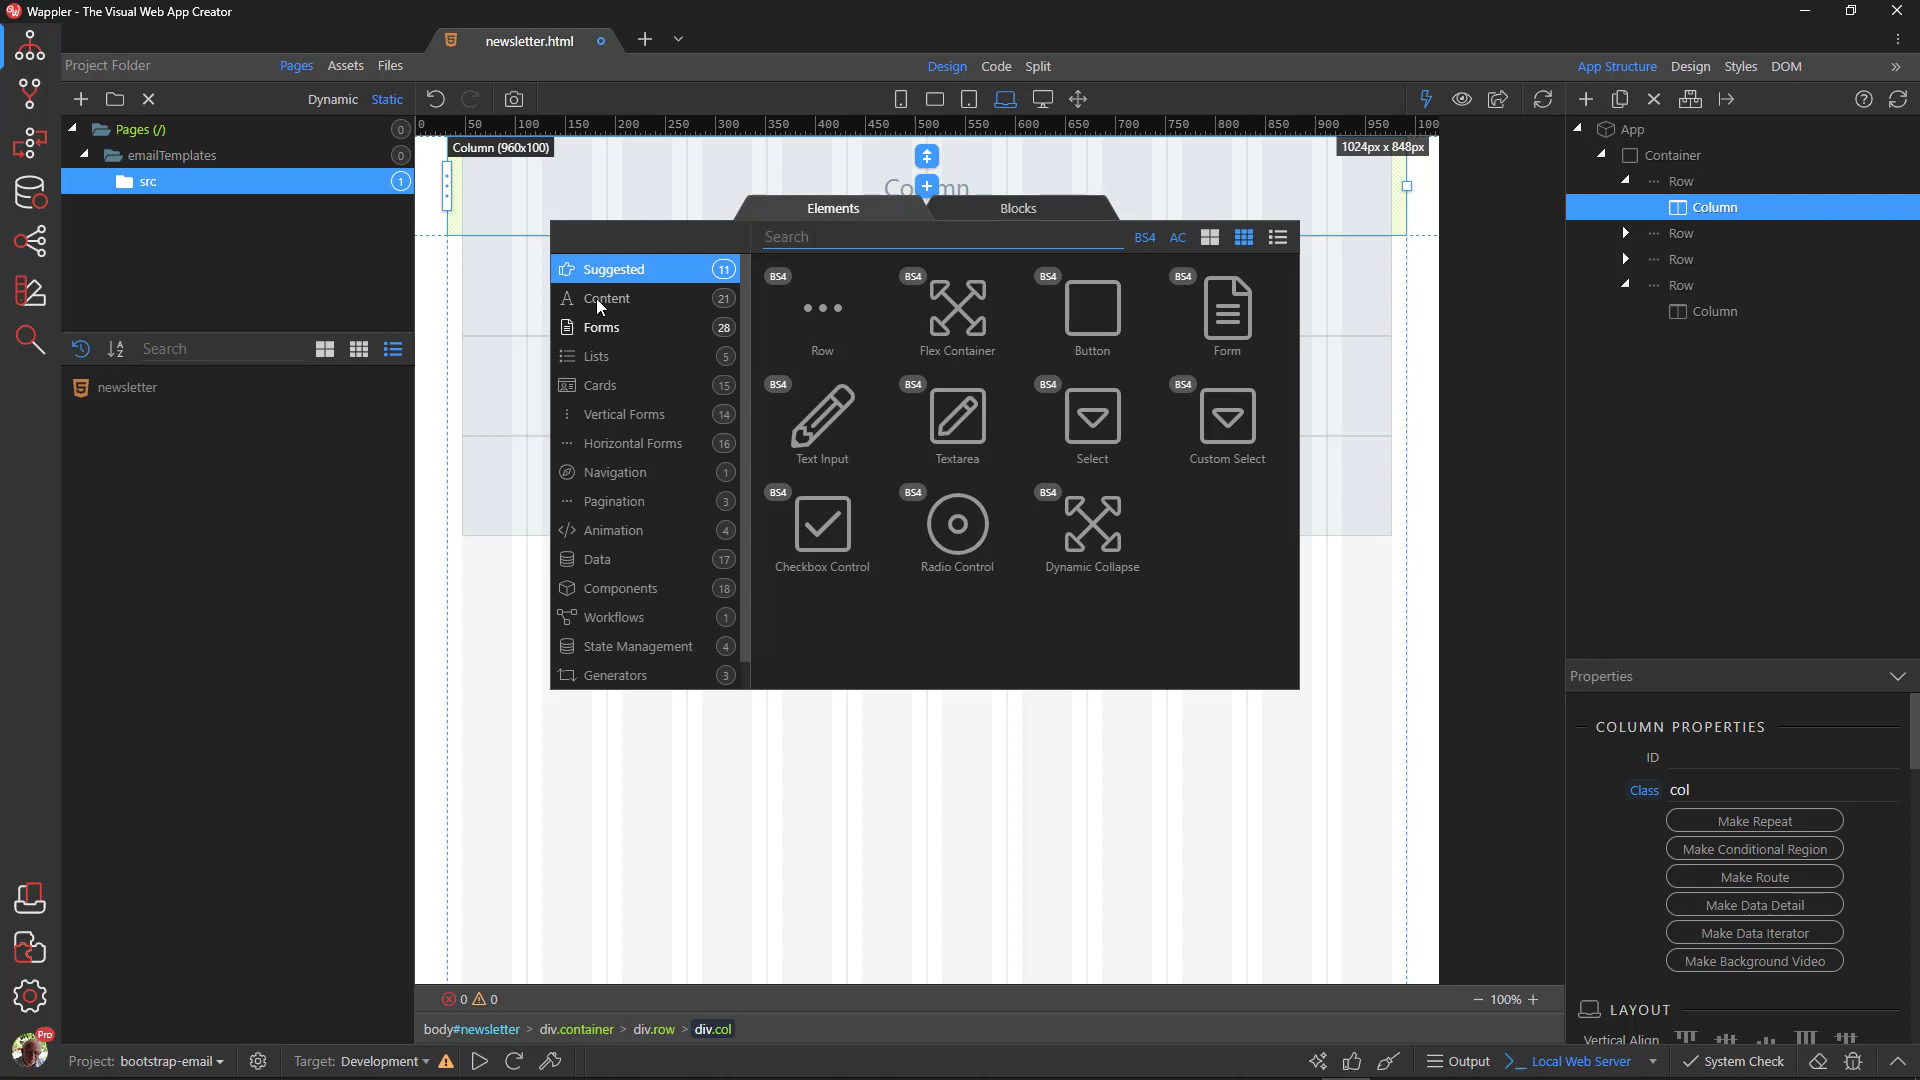 Wappler - The Visual Web App Creator
newsletter.html
Project Folder
Pages Assets Files
Design Code Split
App Structure Design Styles DOM
Dynamic Static
Pages (/) 0
emailTemplates 0
src 1
Search
newsletter
0 50 100 150 200 250 300 350 400 450 500 550 600 650 700 750 800 850 900 950 100
Column (960x100)
1024px x 848px
Elements Blocks
Search BS4 AC
Suggested 11
Content 21
Forms 28
Lists 5
Cards 15
Vertical Forms 14
Horizontal Forms 16
Navigation 1
Pagination 3
Animation 4
Data 17
Components 18
Workflows 1
State Management 4
Generators 3
BS4 BS4 BS4 BS4
Row Flex Container Button Form
BS4 BS4 BS4 BS4
Text Input Textarea Select Custom Select
BS4 BS4 BS4
Checkbox Control Radio Control Dynamic Collapse
App
Container
Row
Column
Row
Row
Row
Column
Properties
COLUMN PROPERTIES
ID
Class col
Make Repeat
Make Conditional Region
Make Route
Make Data Detail
Make Data Iterator
Make Background Video
LAYOUT
Vertical Align
0 0
100%
body#newsletter > div.container > div.row > div.col
Pro
Project: bootstrap-email
Target: Development
Output Local Web Server System Check